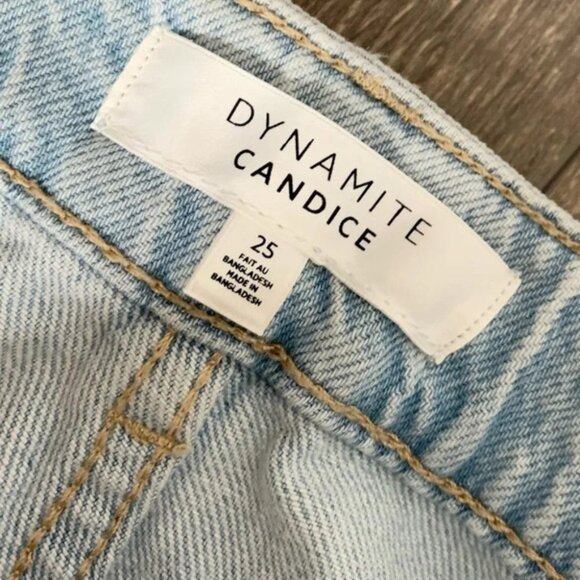 DYNAMITE
CANDICE
25
FAIT AU
BANGLADESH
MADE IN
BANGLADESH